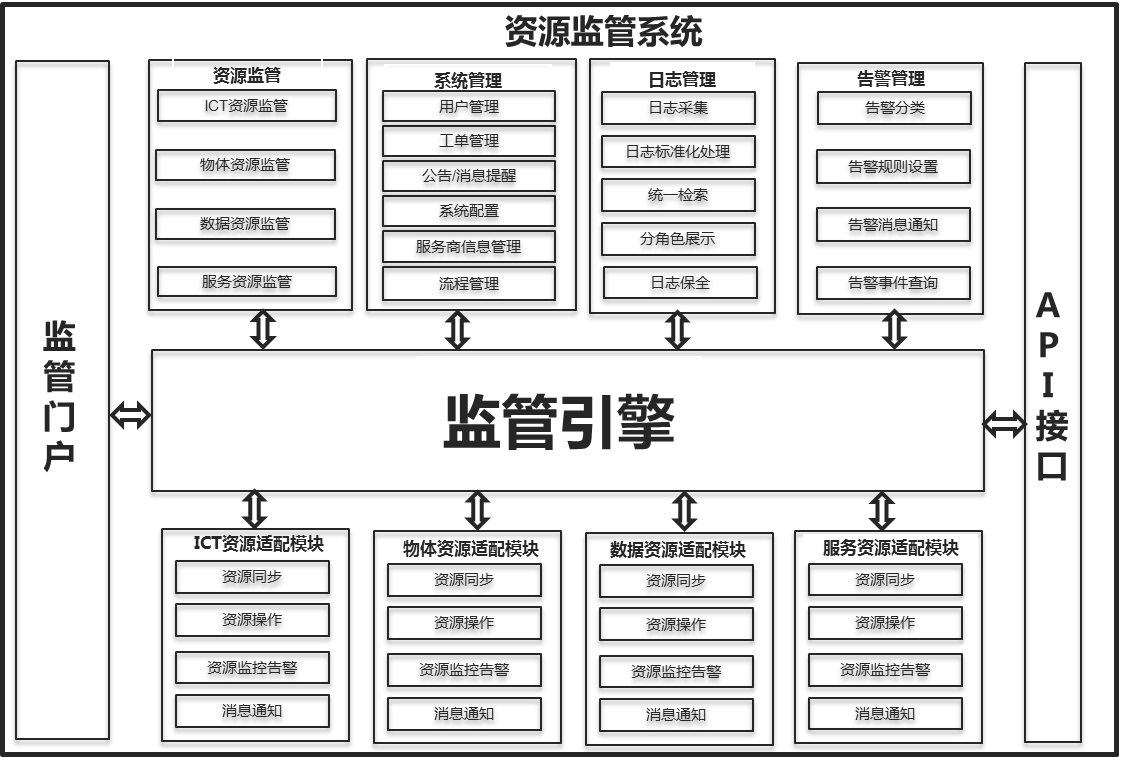 资源监管系统
监管门户
资源监管
ICT资源监管
物体资源监管
数据资源监管
服务资源监管
系统管理
用户管理
工单管理
公告/消息提醒
系统配置
服务商信息管理
流程管理
日志管理
日志采集
日志标准化处理
统一检索
分角色展示
日志保全
告警管理
告警分类
告警规则设置
告警消息通知
告警事件查询
监管引擎
ICT资源适配模块
资源同步
资源操作
资源监控告警
消息通知
物体资源适配模块
资源同步
资源操作
资源监控告警
消息通知
数据资源适配模块
资源同步
资源操作
资源监控告警
消息通知
服务资源适配模块
资源同步
资源操作
资源监控告警
消息通知
API接口